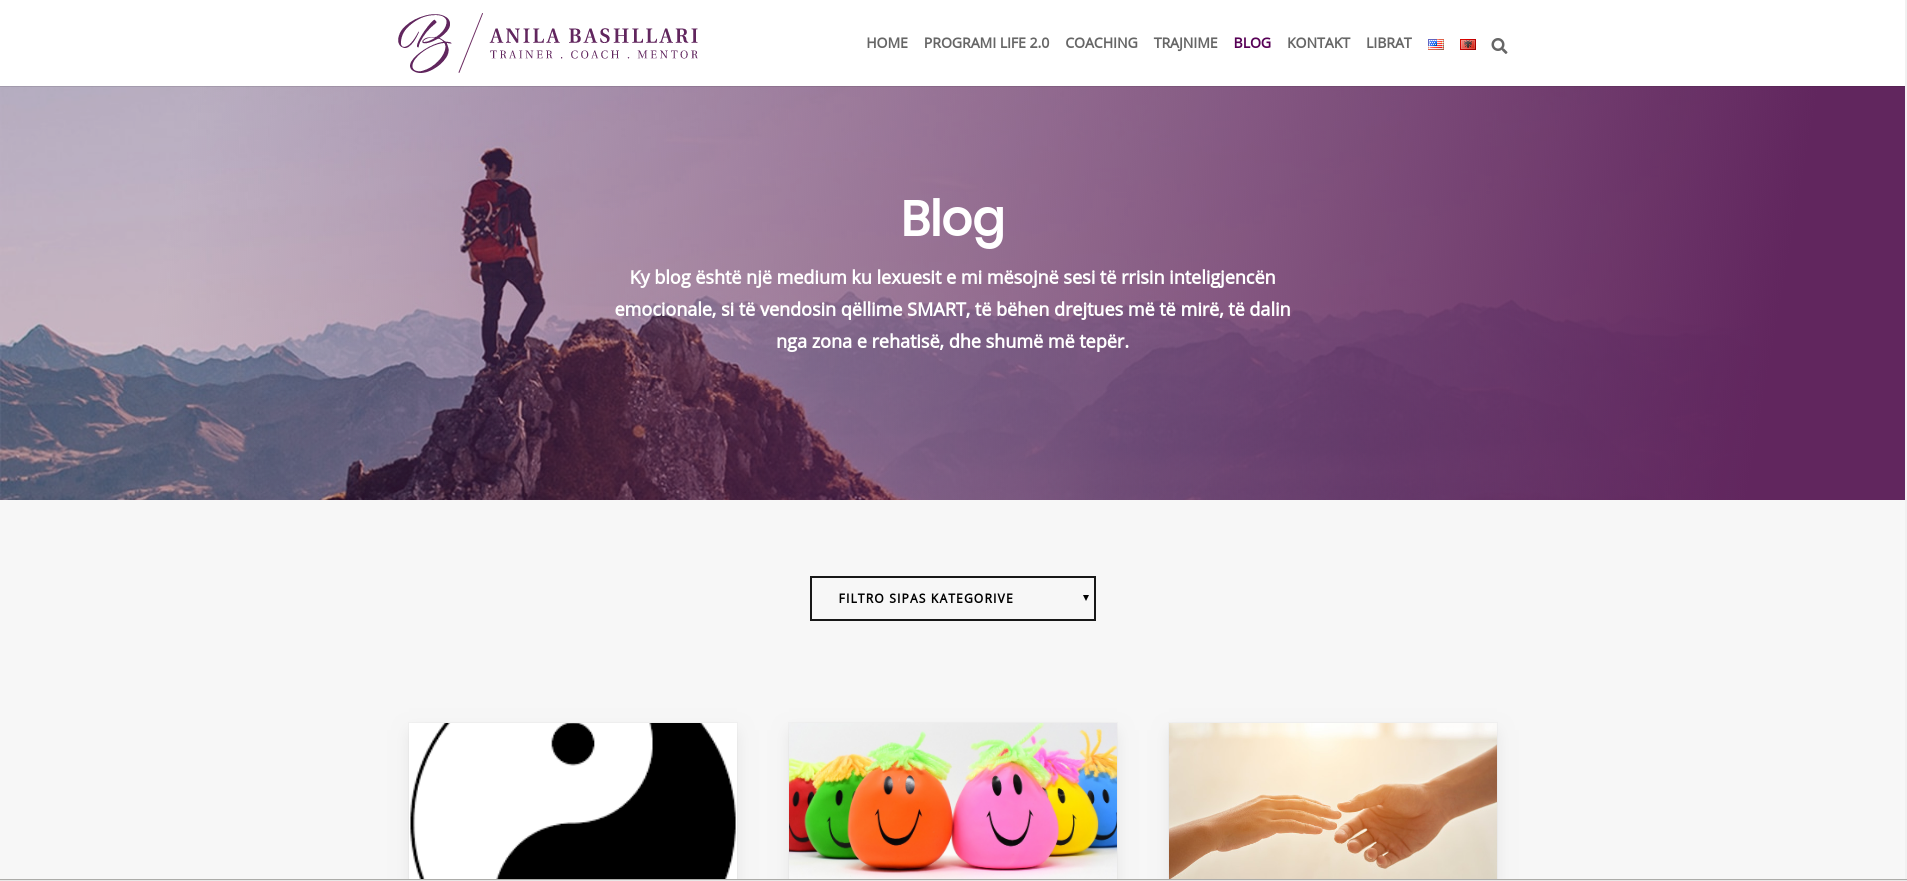 ANILA BASHLLARI
TRAINER . COACH . MENTOR
HOME PROGRAMI LIFE 2.0 COACHING TRAJNIME BLOG KONTAKT LIBRAT
Blog
Ky blog është një medium ku lexuesit e mi mësojnë sesi të rrisin inteligjencën
emocionale, si të vendosin qëllime SMART, të bëhen drejtues më të mirë, të dalin
nga zona e rehatisë, dhe shumë më tepër.
FILTRO SIPAS KATEGORIVE